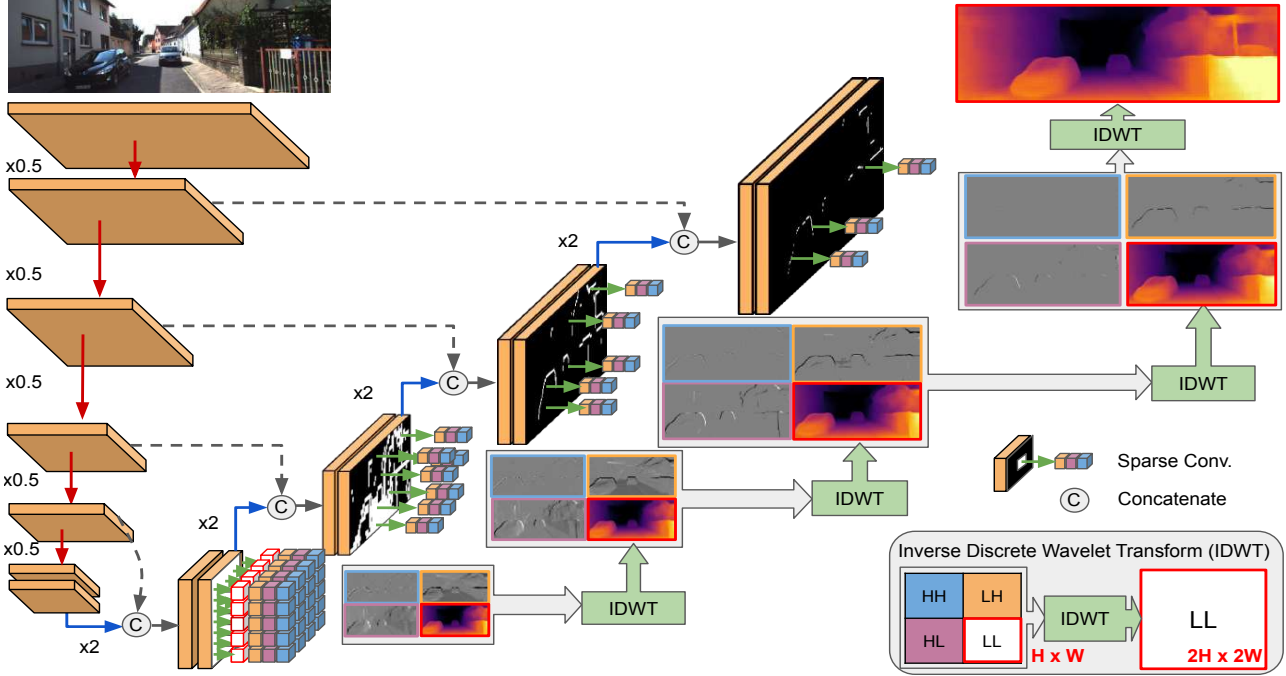 x0.5
x0.5
x0.5
x0.5
x0.5
x2
x2
x2
x2
C
C
C
C
IDWT
IDWT
IDWT
IDWT
Sparse Conv.
C
Concatenate
Inverse Discrete Wavelet Transform (IDWT)
HH
LH
HL
LL
H x W
IDWT
LL
2H x 2W